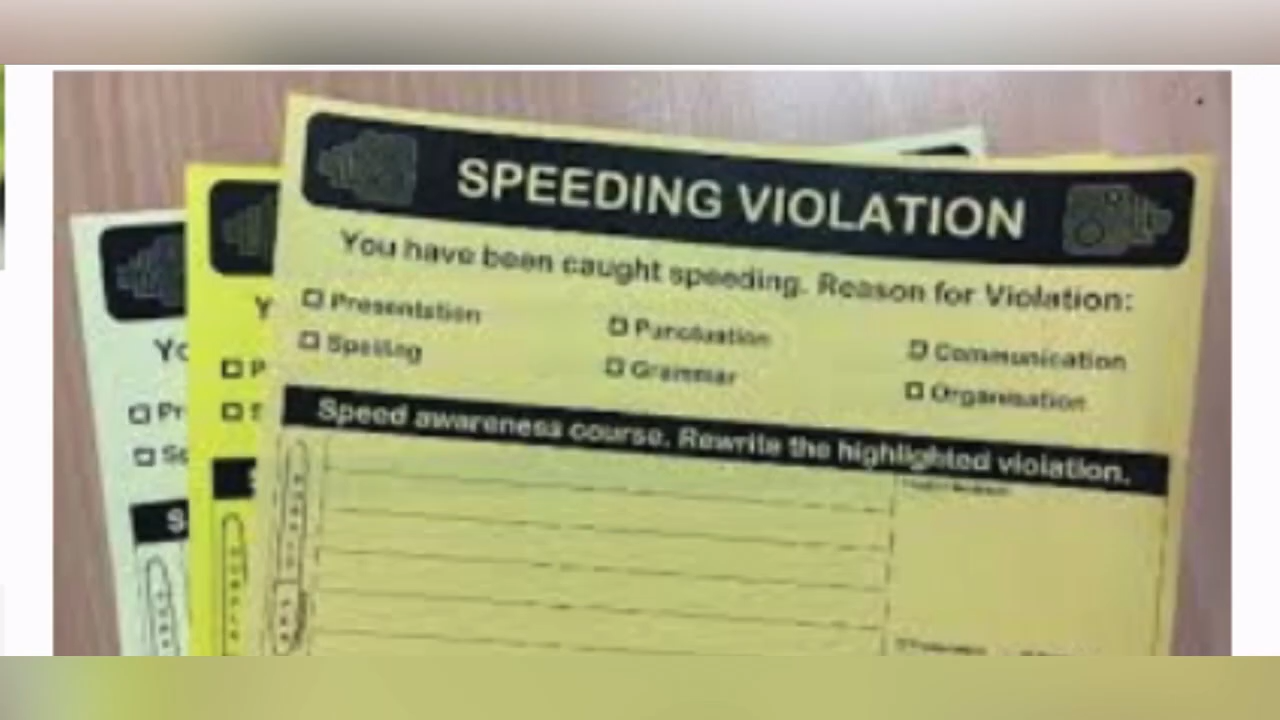 SPEEDING VIOLATION
You have been caught speeding. Reason for Violation:
Presentation
Punctuation
Communication
Spelling
Grammar
Organisation
Speed awareness course. Rewrite the highlighted violation.